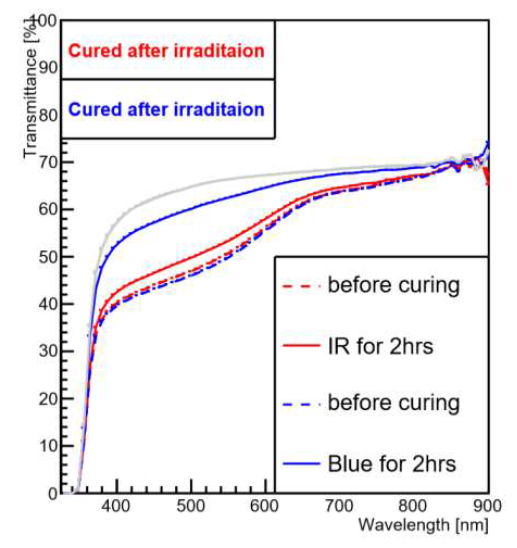 Transmittance [%]
100
90
80
70
60
50
40
30
20
10
0
Cured after irraditaion
Cured after irraditaion
before curing
IR for 2hrs
before curing
Blue for 2hrs
400 500 600 700 800 900
Wavelength [nm]